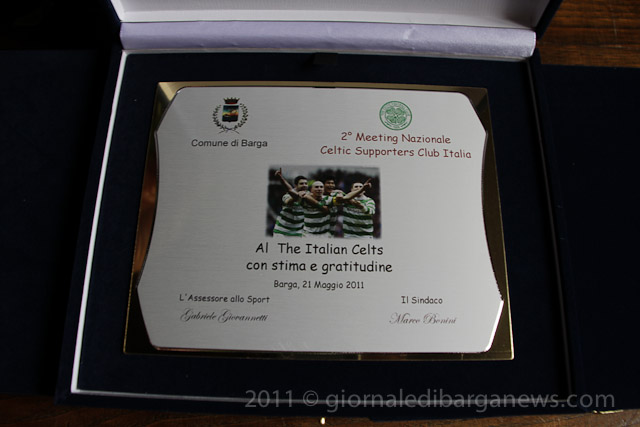 Comune di Barga
2° Meeting Nazionale
Celtic Supporters Club Italia
Al The Italian Celts
con stima e gratitudine
Barga, 21 Maggio 2011
L'Assessore allo Sport
Il Sindaco
Gabriele Giovannetti
Marco Bonini
2011 © giornaledibarganews.com